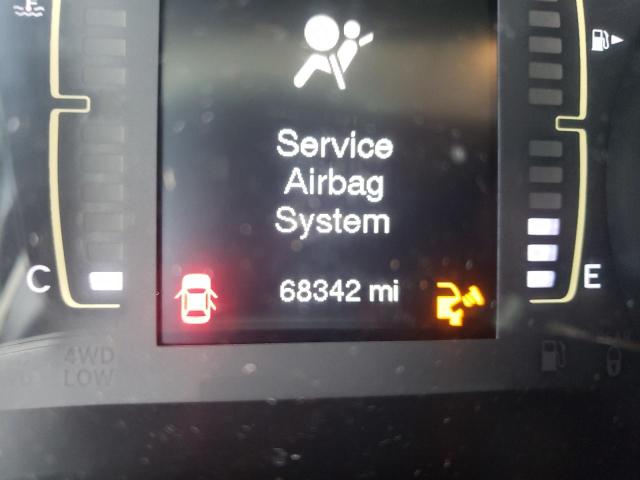 Service
Airbag
System
68342 mi
C
E
4WD
LOW